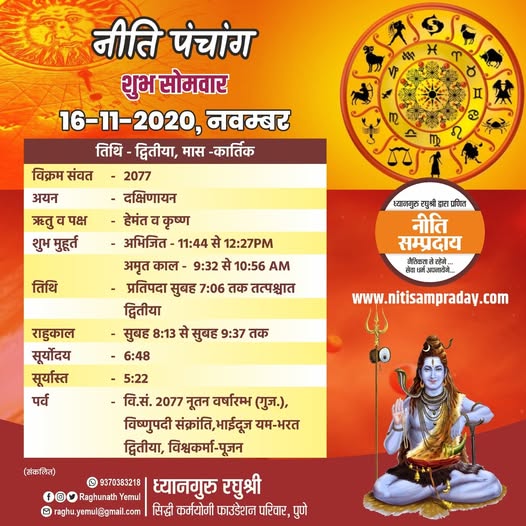 नीति पंचांग
शुभ सोमवार
16-11-2020, नवम्बर
तिथि - द्वितीया, मास -कार्तिक
विक्रम संवत - 2077
अयन - दक्षिणायन
ऋतु व पक्ष - हेमंत व कृष्ण
शुभ मुहूर्त - अभिजित - 11:44 से 12:27PM
अमृत काल - 9:32 से 10:56 AM
तिथि - प्रतिपदा सुबह 7:06 तक तत्पश्चात
द्वितीया
राहुकाल - सुबह 8:13 से सुबह 9:37 तक
सूर्योदय - 6:48
सूर्यास्त - 5:22
पर्व - वि.सं. 2077 नूतन वर्षारम्भ (गुज.),
विष्णुपदी संक्रांति,भाईदूज यम-भरत
द्वितीया, विश्वकर्मा-पूजन
ध्यानगुरु रघुश्री द्वारा प्रणित
नीति
सम्प्रदाय
नैतिकता से रहेंगे ...
सेवा धर्म अपनायेंगे...
www.nitisampraday.com
(संकलित)
9370383218
Raghunath Yemul
raghu.yemul@gmail.com
ध्यानगुरु रघुश्री
सिद्धी कर्मयोगी फाउंडेशन परिवार, पुणे